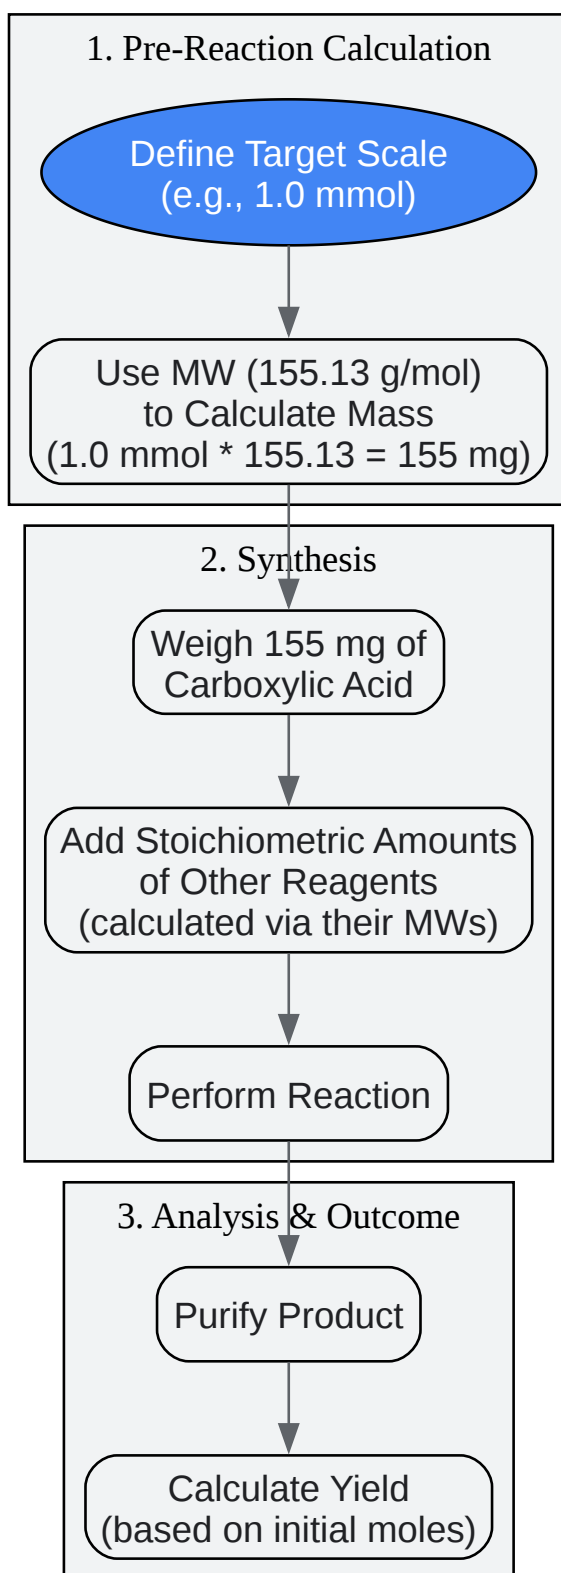 1. Pre-Reaction Calculation
Define Target Scale
(e.g., 1.0 mmol)
Use MW (155.13 g/mol)
to Calculate Mass
(1.0 mmol * 155.13 = 155 mg)
2. Synthesis
Weigh 155 mg of
Carboxylic Acid
Add Stoichiometric Amounts
of Other Reagents
(calculated via their MWs)
Perform Reaction
3. Analysis & Outcome
Purify Product
Calculate Yield
(based on initial moles)